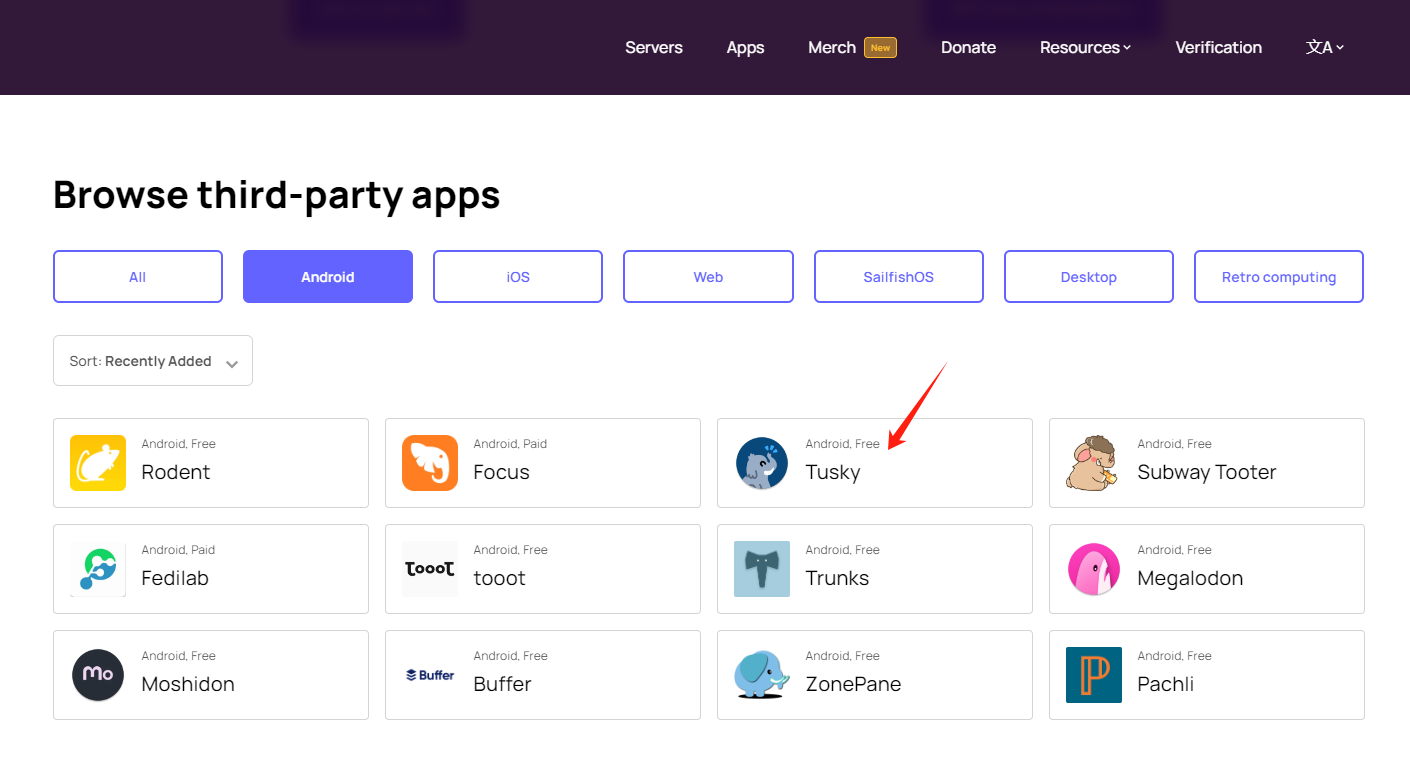 Servers Apps Merch New Donate Resources Verification 文A
Browse third-party apps
All Android iOS Web SailfishOS Desktop Retro computing
Sort: Recently Added
Android, Free
Rodent
Android, Paid
Focus
Android, Free
Tusky
Android, Free
Subway Tooter
Android, Paid
Fedilab
tooot
Android, Free
tooot
Android, Free
Trunks
Android, Free
Megalodon
Mo
Android, Free
Moshidon
Buffer
Android, Free
Buffer
Android, Free
ZonePane
P
Android, Free
Pachli